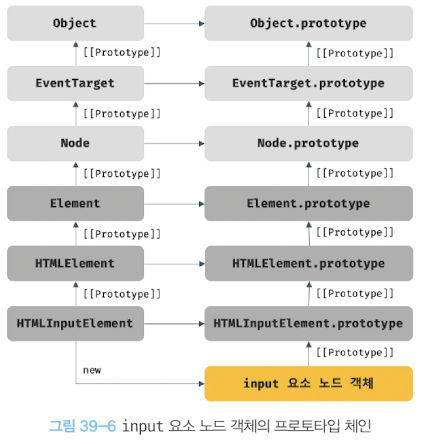 Object Object.prototype
[[Prototype]] [[Prototype]]
EventTarget EventTarget.prototype
[[Prototype]] [[Prototype]]
Node Node.prototype
[[Prototype]] [[Prototype]]
Element Element.prototype
[[Prototype]] [[Prototype]]
HTMLElement HTMLElement.prototype
[[Prototype]] [[Prototype]]
HTMLInputElement HTMLInputElement.prototype
[[Prototype]]
new
input 요소 노드 객체
그림 39-6 input 요소 노드 객체의 프로토타입 체인